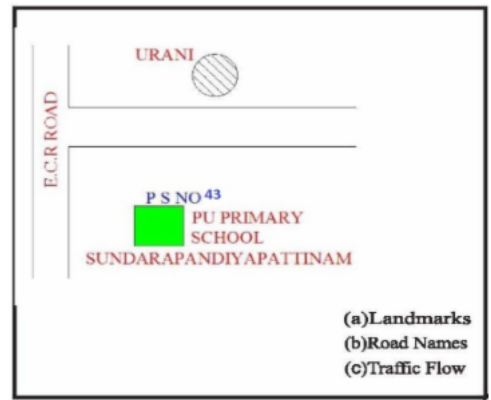 URANI
E.C.R ROAD
P S NO 43
PU PRIMARY
SCHOOL
SUNDARAPANDIYAPATTINAM
(a)Landmarks
(b)Road Names
(c)Traffic Flow